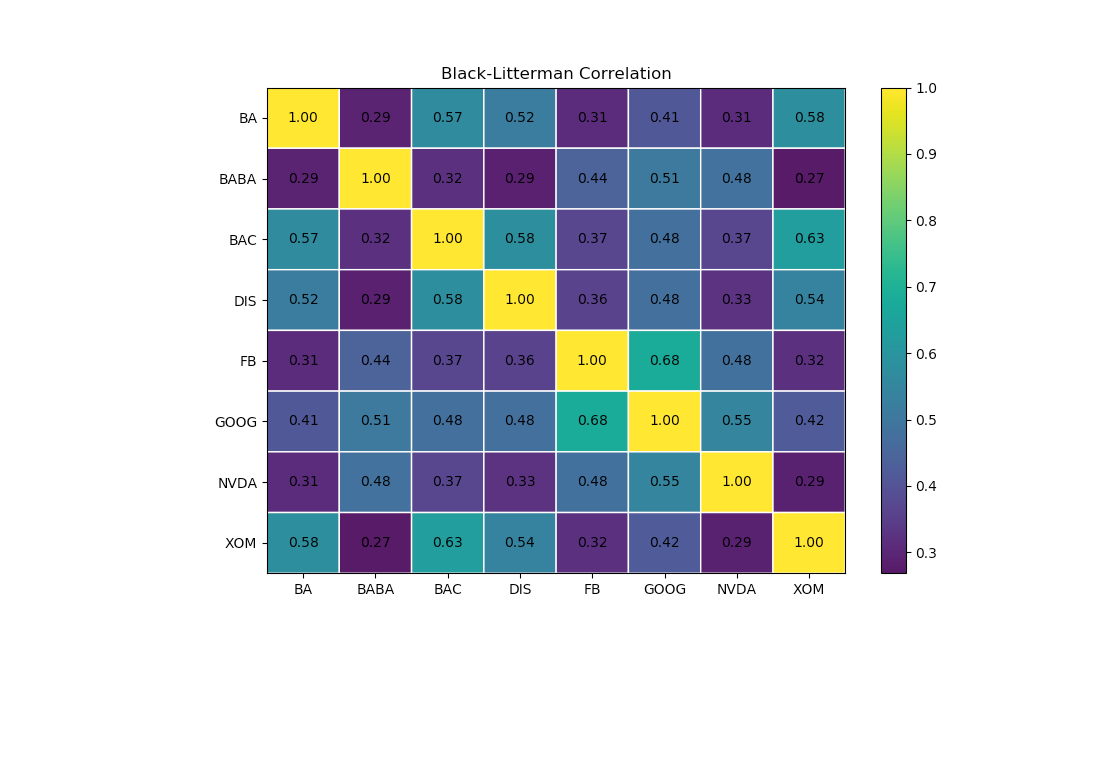 Black-Litterman Correlation
BA 1.00 0.29 0.57 0.52 0.31 0.41 0.31 0.58
BABA 0.29 1.00 0.32 0.29 0.44 0.51 0.48 0.27
BAC 0.57 0.32 1.00 0.58 0.37 0.48 0.37 0.63
DIS 0.52 0.29 0.58 1.00 0.36 0.48 0.33 0.54
FB 0.31 0.44 0.37 0.36 1.00 0.68 0.48 0.32
GOOG 0.41 0.51 0.48 0.48 0.68 1.00 0.55 0.42
NVDA 0.31 0.48 0.37 0.33 0.48 0.55 1.00 0.29
XOM 0.58 0.27 0.63 0.54 0.32 0.42 0.29 1.00
BA BABA BAC DIS FB GOOG NVDA XOM
1.0
0.9
0.8
0.7
0.6
0.5
0.4
0.3